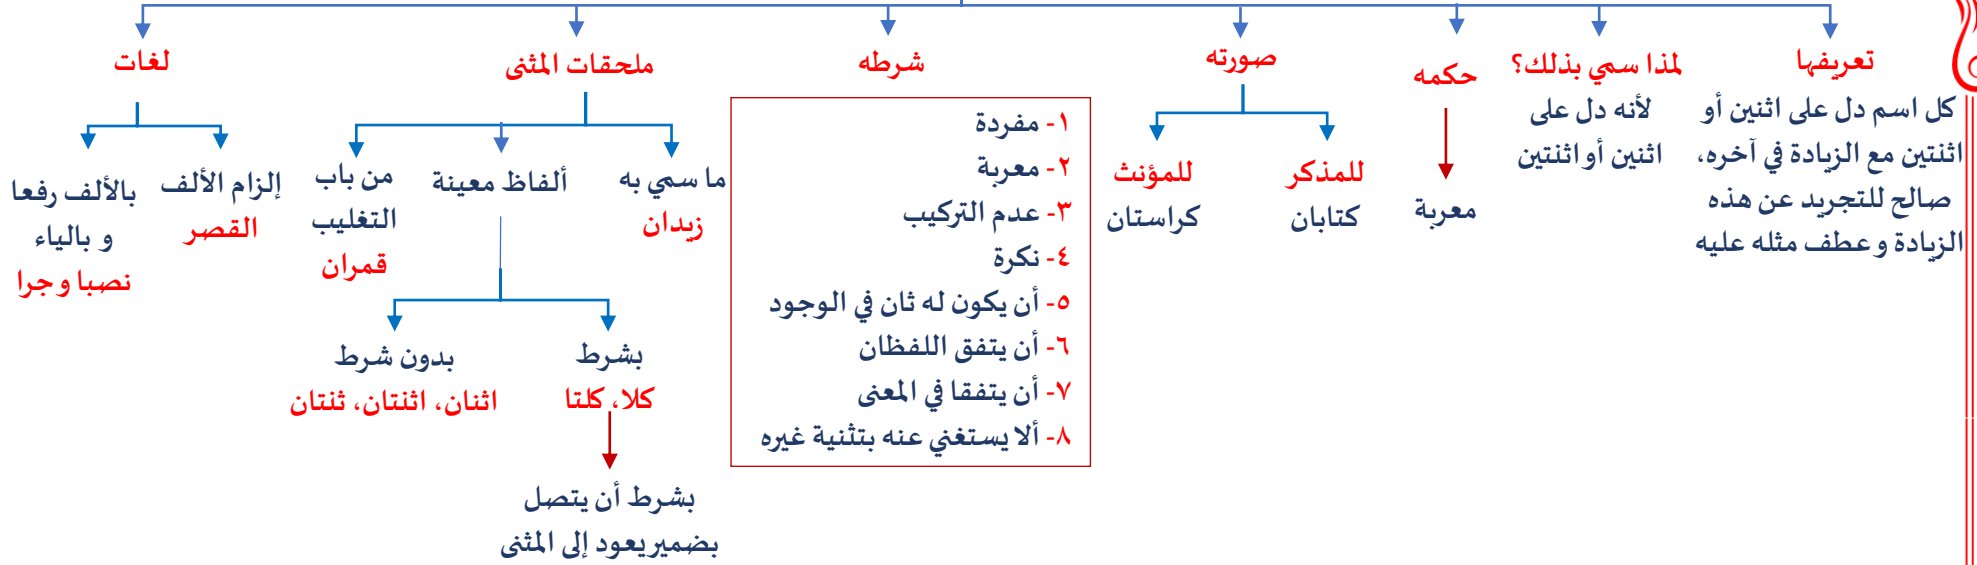 تعريفها
كل اسم دل على اثنين أو
اثنتين مع الزيادة في آخره،
صالح للتجريد عن هذه
الزيادة وعطف مثله عليه
لمذا سمي بذلك؟
لأنه دل على
اثنين أو اثنتين
حكمه
معربة
صورته
للمذكر
كتابان
للمؤنث
كراستان
شرطه
١- مفردة
٢- معربة
٣- عدم التركيب
٤- نكرة
٥- أن يكون له ثان في الوجود
٦- أن يتفق اللفظان
٧- أن يتفقا في المعنى
٨- ألا يستغني عنه بتثنية غيره
ملحقات المثنى
ما سمي به
زيدان
ألفاظ معينة
بشرط
كلا، كلتا
بشرط أن يتصل
بضمير يعود إلى المثنى
بدون شرط
اثنان، اثنتان، ثنتان
من باب
التغليب
قمران
لغات
إلزام الألف
القصر
بالألف رفعا
و بالياء
نصبا وجرا